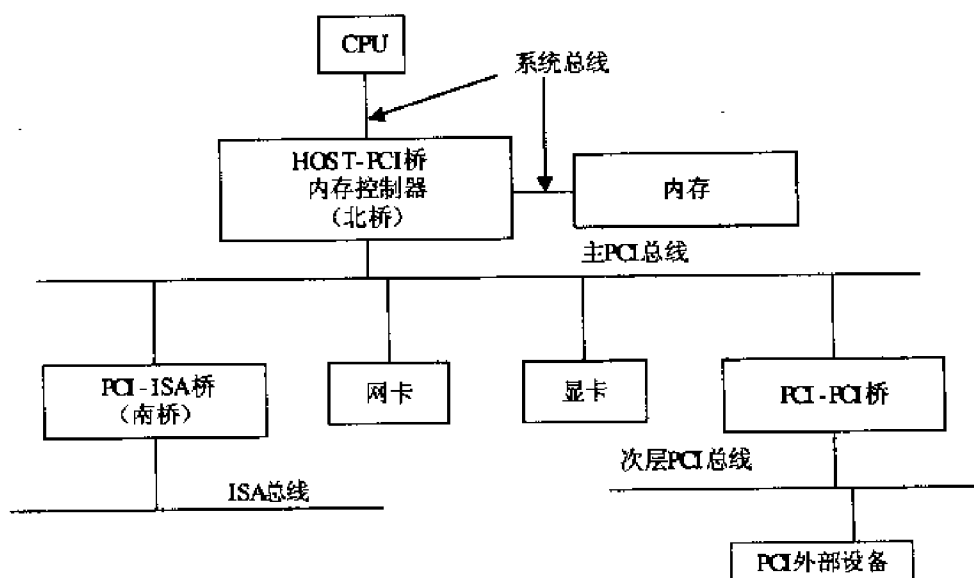 CPU
系统总线
HOST-PCI桥
内存控制器
（北桥）
内存
主PCI总线
PCI-ISA桥
（南桥）
网卡
显卡
PCI-PCI桥
次层PCI总线
ISA总线
PCI外部设备